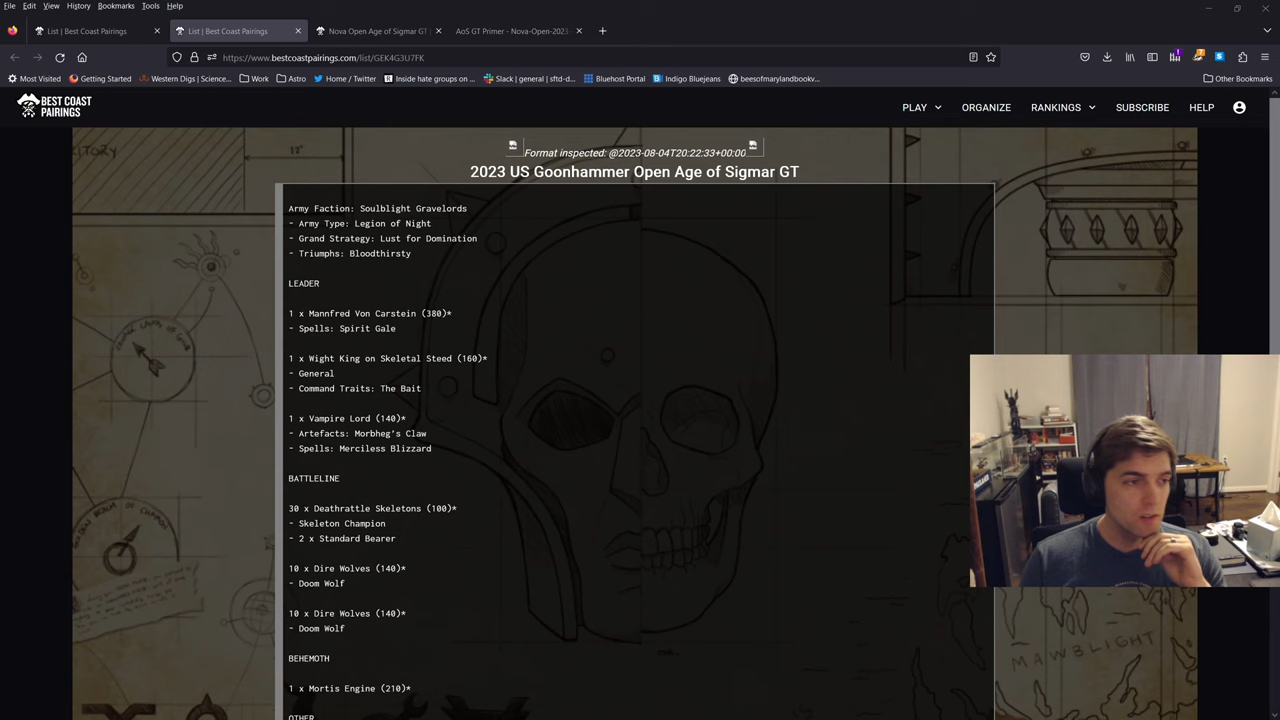 File Edit View History Bookmarks Tools Help
List | Best Coast Pairings
List | Best Coast Pairings
Nova Open Age of Sigmar GT
AoS GT Primer - Nova-Open-2023
https://www.bestcoastpairings.com/list/GEK4G3U7FK
Most Visited Getting Started Western Digs | Science... Work Astro Home / Twitter Inside hate groups on ... Slack | general | sftd-d... Bluehost Portal Indigo Bluejeans beesofmarylandbookv... Other Bookmarks
BEST COAST
PAIRINGS
PLAY ORGANIZE RANKINGS SUBSCRIBE HELP
Format inspected: @2023-08-04T20:22:33+00:00
2023 US Goonhammer Open Age of Sigmar GT
Army Faction: Soulblight Gravelords
- Army Type: Legion of Night
- Grand Strategy: Lust for Domination
- Triumphs: Bloodthirsty
LEADER
1 x Mannfred Von Carstein (380)*
- Spells: Spirit Gale
1 x Wight King on Skeletal Steed (160)*
- General
- Command Traits: The Bait
1 x Vampire Lord (140)*
- Artefacts: Morbheg's Claw
- Spells: Merciless Blizzard
BATTLELINE
30 x Deathrattle Skeletons (100)*
- Skeleton Champion
- 2 x Standard Bearer
10 x Dire Wolves (140)*
- Doom Wolf
10 x Dire Wolves (140)*
- Doom Wolf
BEHEMOTH
MAWBLIGHT
1 x Mortis Engine (210)*
OTHER